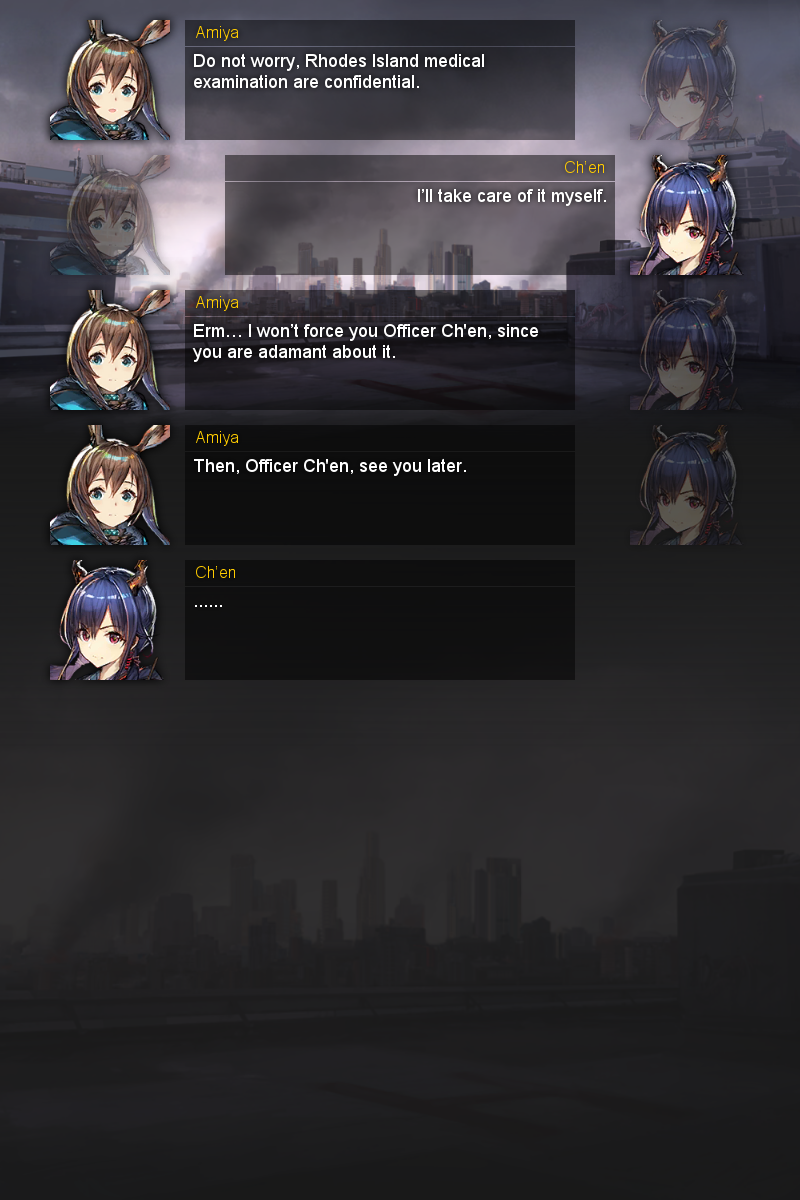 Amiya
Do not worry, Rhodes Island medical
examination are confidential.
Ch'en
I’ll take care of it myself.
Amiya
Erm… I won’t force you Officer Ch'en, since
you are adamant about it.
Amiya
Then, Officer Ch'en, see you later.
Ch'en
......